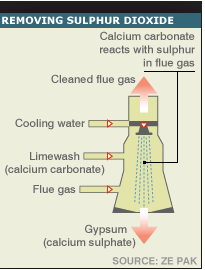 REMOVING SULPHUR DIOXIDE
Calcium carbonate
reacts with sulphur
in flue gas
Cleaned flue gas
Cooling water
Limewash
(calcium carbonate)
Flue gas
Gypsum
(calcium sulphate)
SOURCE: ZE PAK